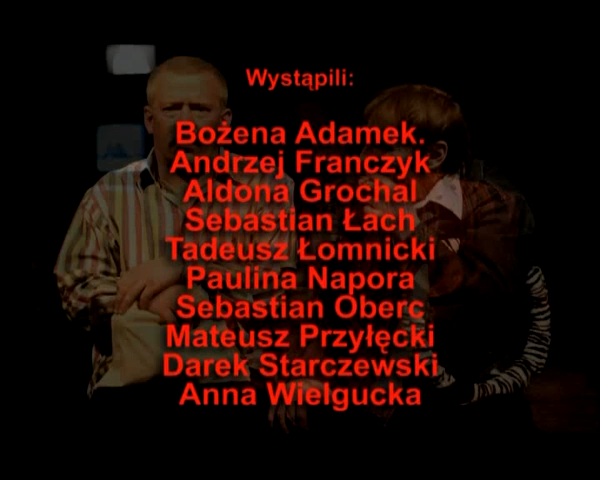 Wystąpili:
Bożena Adamek.
Andrzej Franczyk
Aldona Grochal
Sebastian Łach
Tadeusz Łomnicki
Paulina Napora
Sebastian Oberc
Mateusz Przyłęcki
Darek Starczewski
Anna Wielgucka